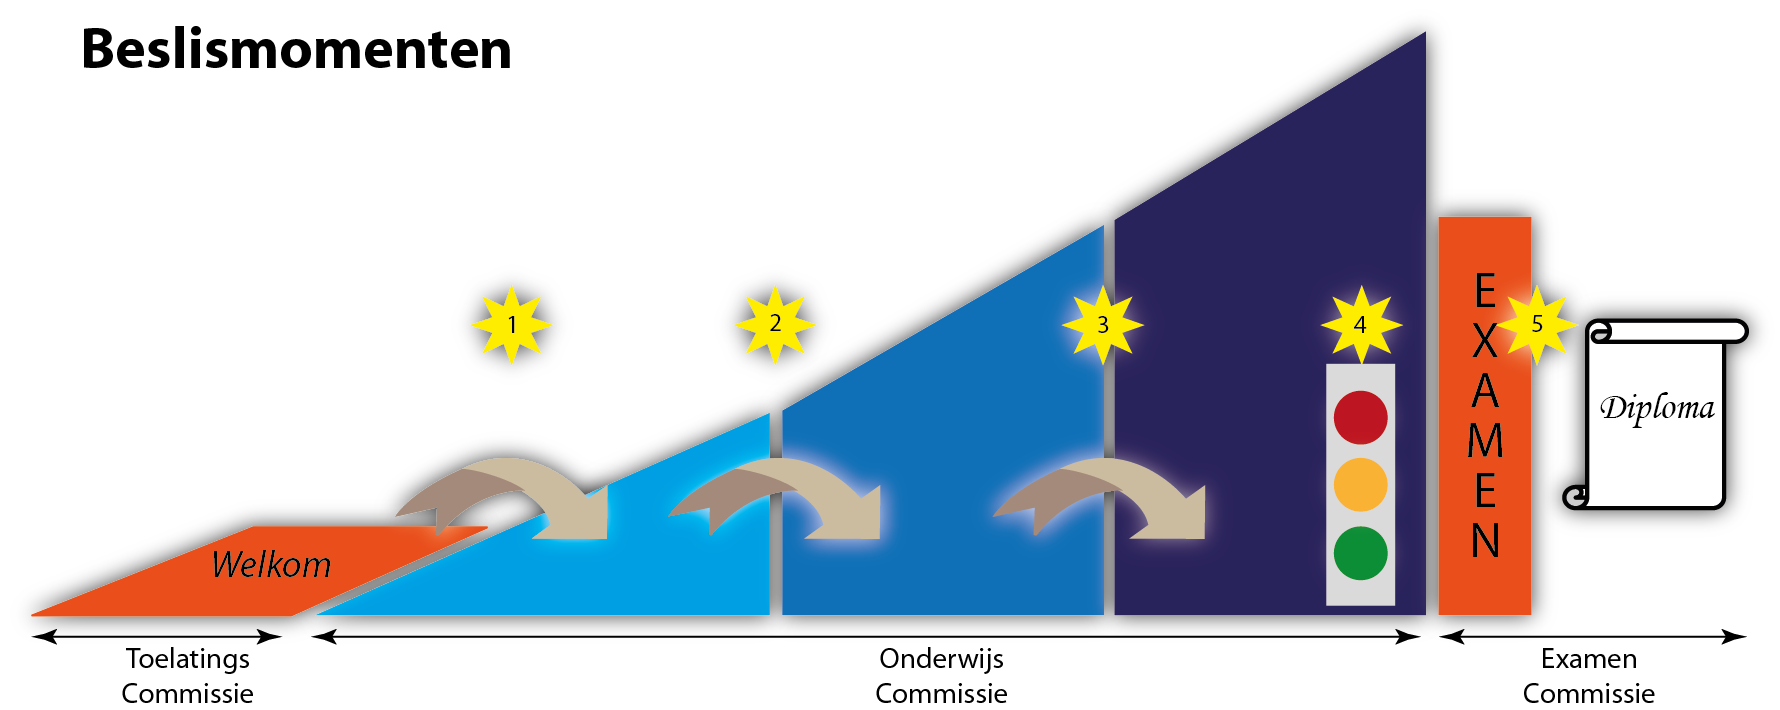 Beslismomenten
1
2
3
4
5
EXAMEN
Diploma
Welkom
Toelatings
Commissie
Onderwijs
Commissie
Examen
Commissie